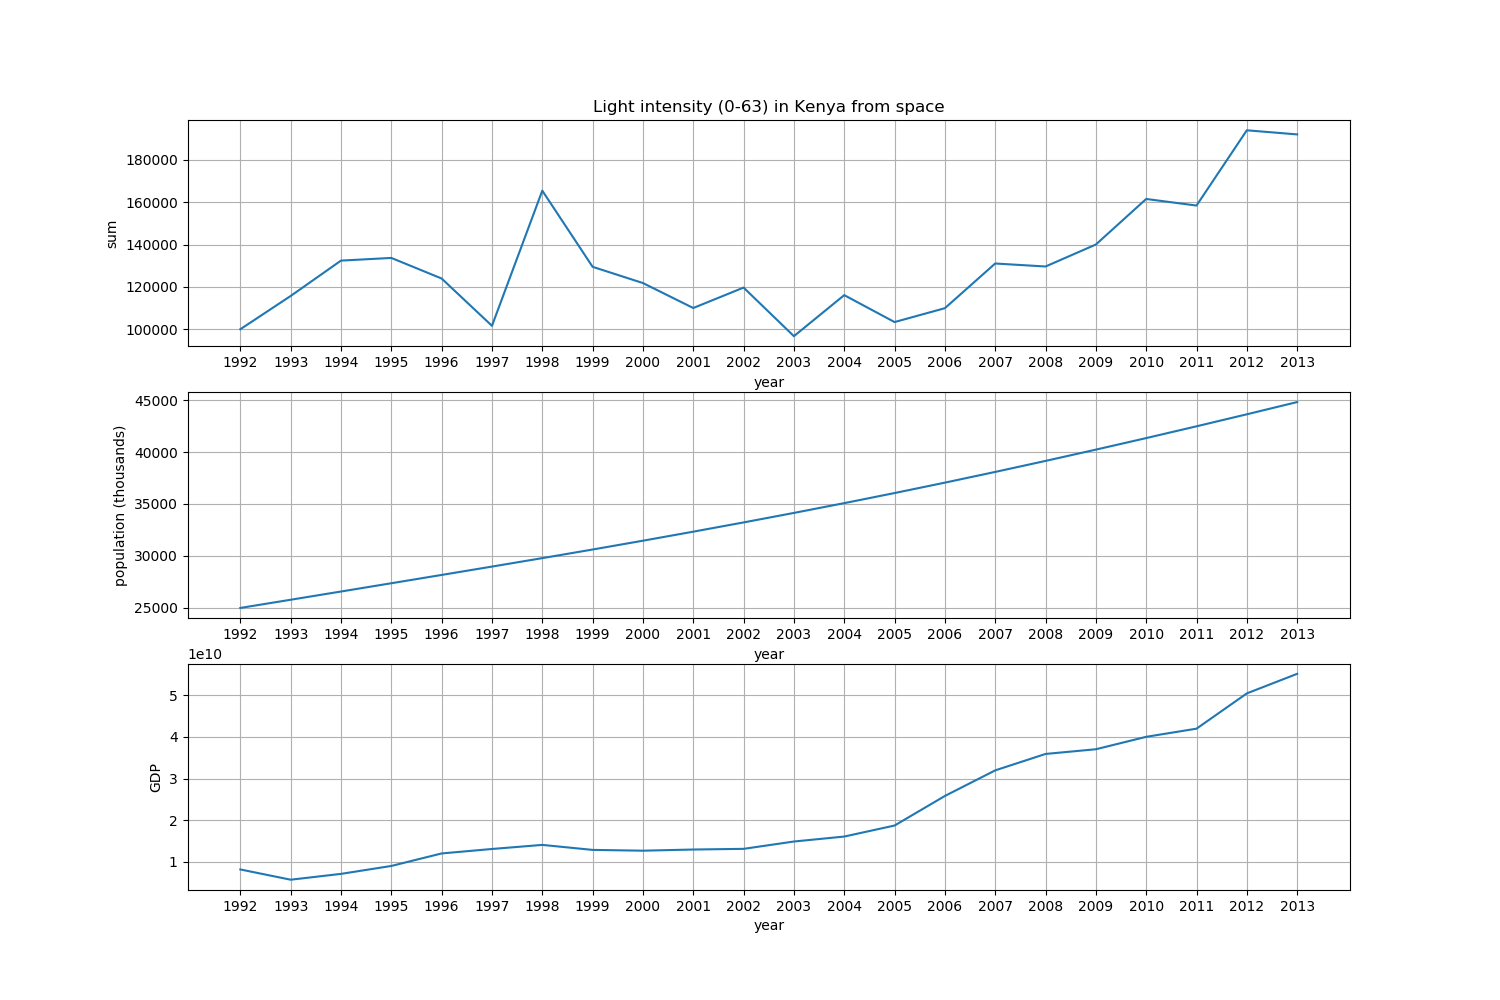 Light intensity (0-63) in Kenya from space
180000
160000
140000
120000
100000
sum
1992 1993 1994 1995 1996 1997 1998 1999 2000 2001 2002 2003 2004 2005 2006 2007 2008 2009 2010 2011 2012 2013
year
45000
40000
35000
30000
25000
population (thousands)
1992 1993 1994 1995 1996 1997 1998 1999 2000 2001 2002 2003 2004 2005 2006 2007 2008 2009 2010 2011 2012 2013
year
1e10
5
4
3
2
1
GDP
1992 1993 1994 1995 1996 1997 1998 1999 2000 2001 2002 2003 2004 2005 2006 2007 2008 2009 2010 2011 2012 2013
year